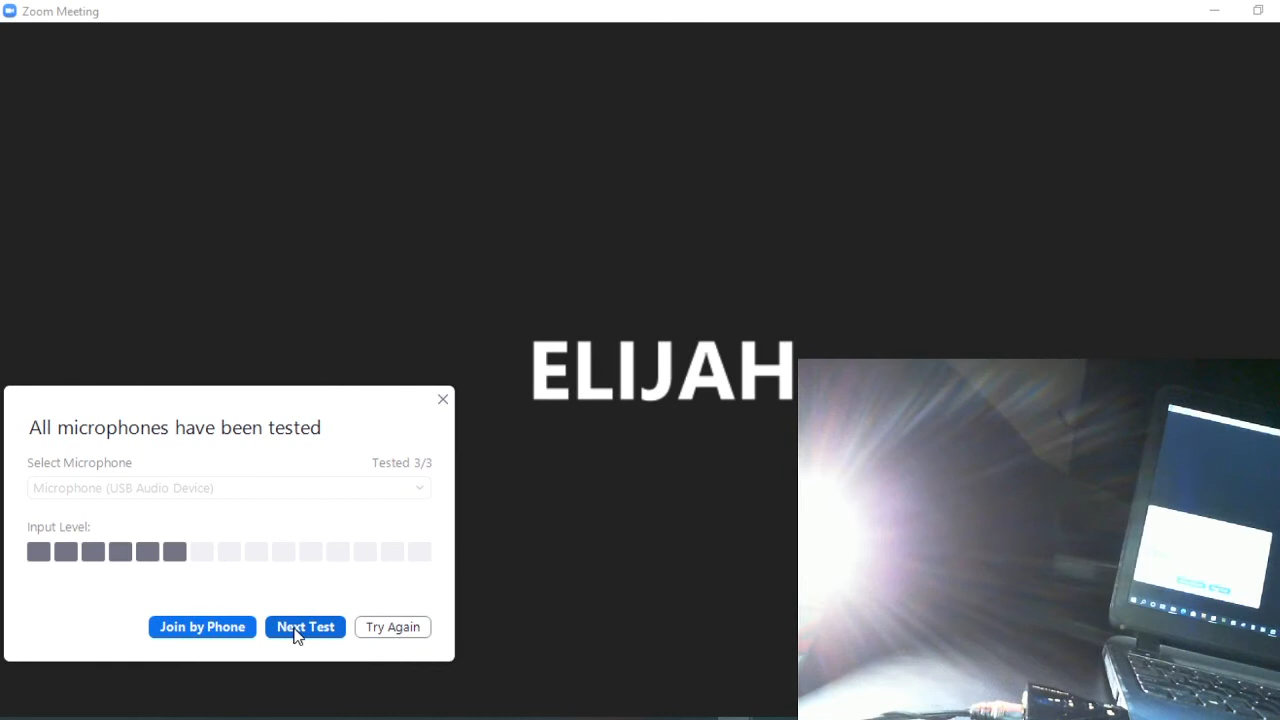 Zoom Meeting
ELIJAH
All microphones have been tested
Select Microphone Tested 3/3
Microphone (USB Audio Device)
Input Level:
Join by Phone Next Test Try Again